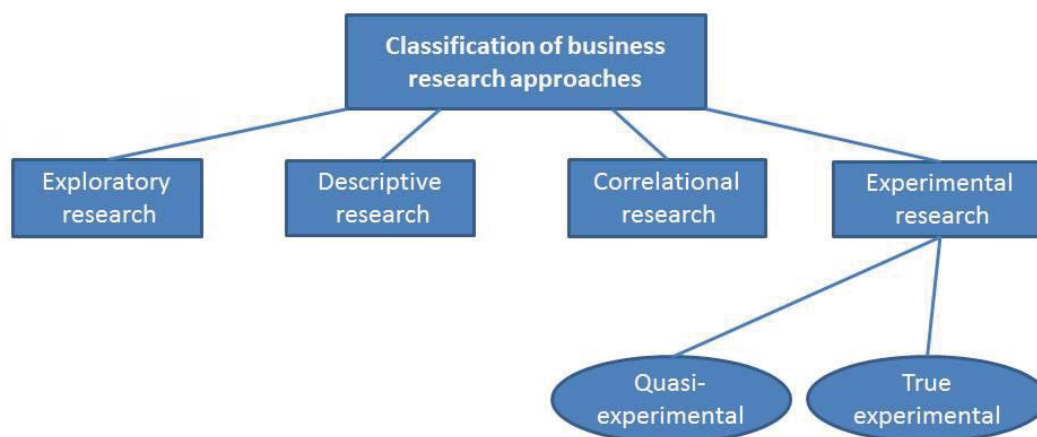 Classification of business
research approaches
Exploratory
research
Descriptive
research
Correlational
research
Experimental
research
Quasi-
experimental
True
experimental